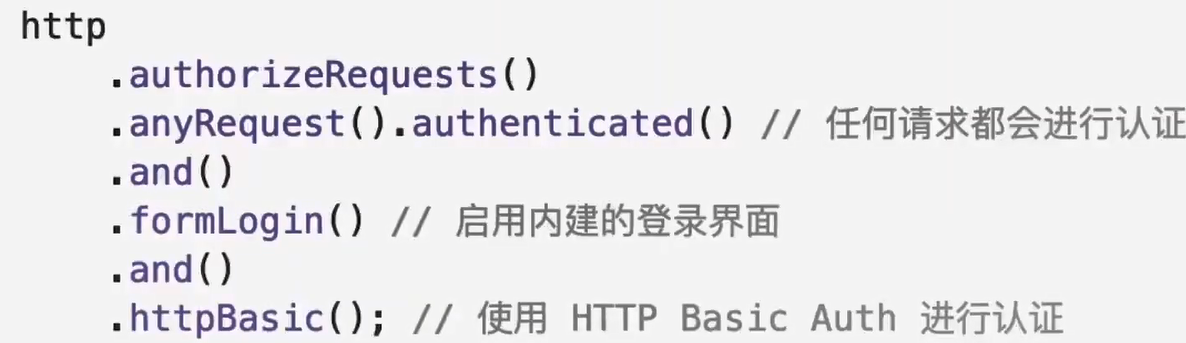 http
    .authorizeRequests()
    .anyRequest().authenticated() // 任何请求都会进行认证
    .and()
    .formLogin() // 启用内建的登录界面
    .and()
    .httpBasic(); // 使用 HTTP Basic Auth 进行认证